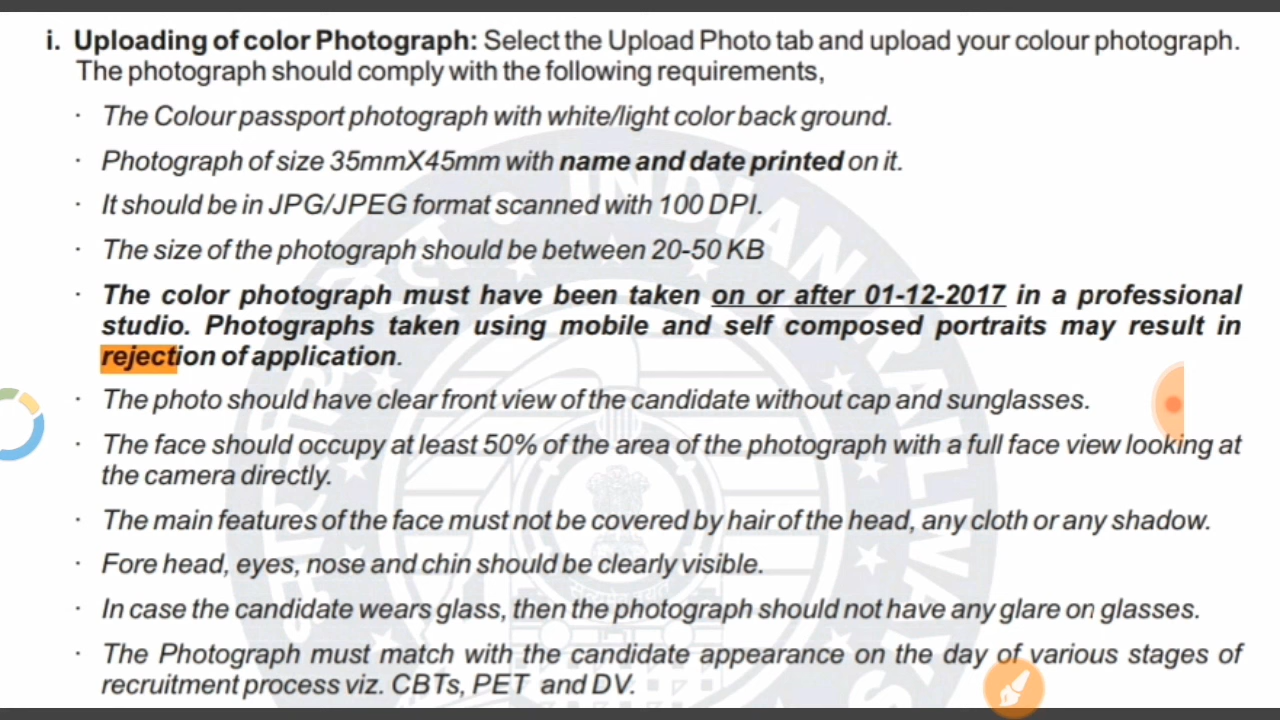 i. Uploading of color Photograph: Select the Upload Photo tab and upload your colour photograph.
The photograph should comply with the following requirements,
· The Colour passport photograph with white/light color back ground.
· Photograph of size 35mmX45mm with name and date printed on it.
· It should be in JPG/JPEG format scanned with 100 DPI.
· The size of the photograph should be between 20-50 KB
· The color photograph must have been taken on or after 01-12-2017 in a professional
studio. Photographs taken using mobile and self composed portraits may result in
rejection of application.
· The photo should have clear front view of the candidate without cap and sunglasses.
· The face should occupy at least 50% of the area of the photograph with a full face view looking at
the camera directly.
· The main features of the face must not be covered by hair of the head, any cloth or any shadow.
· Fore head, eyes, nose and chin should be clearly visible.
· In case the candidate wears glass, then the photograph should not have any glare on glasses.
· The Photograph must match with the candidate appearance on the day of various stages of
recruitment process viz. CBTs, PET and DV.
INDIAN RAILWAYS